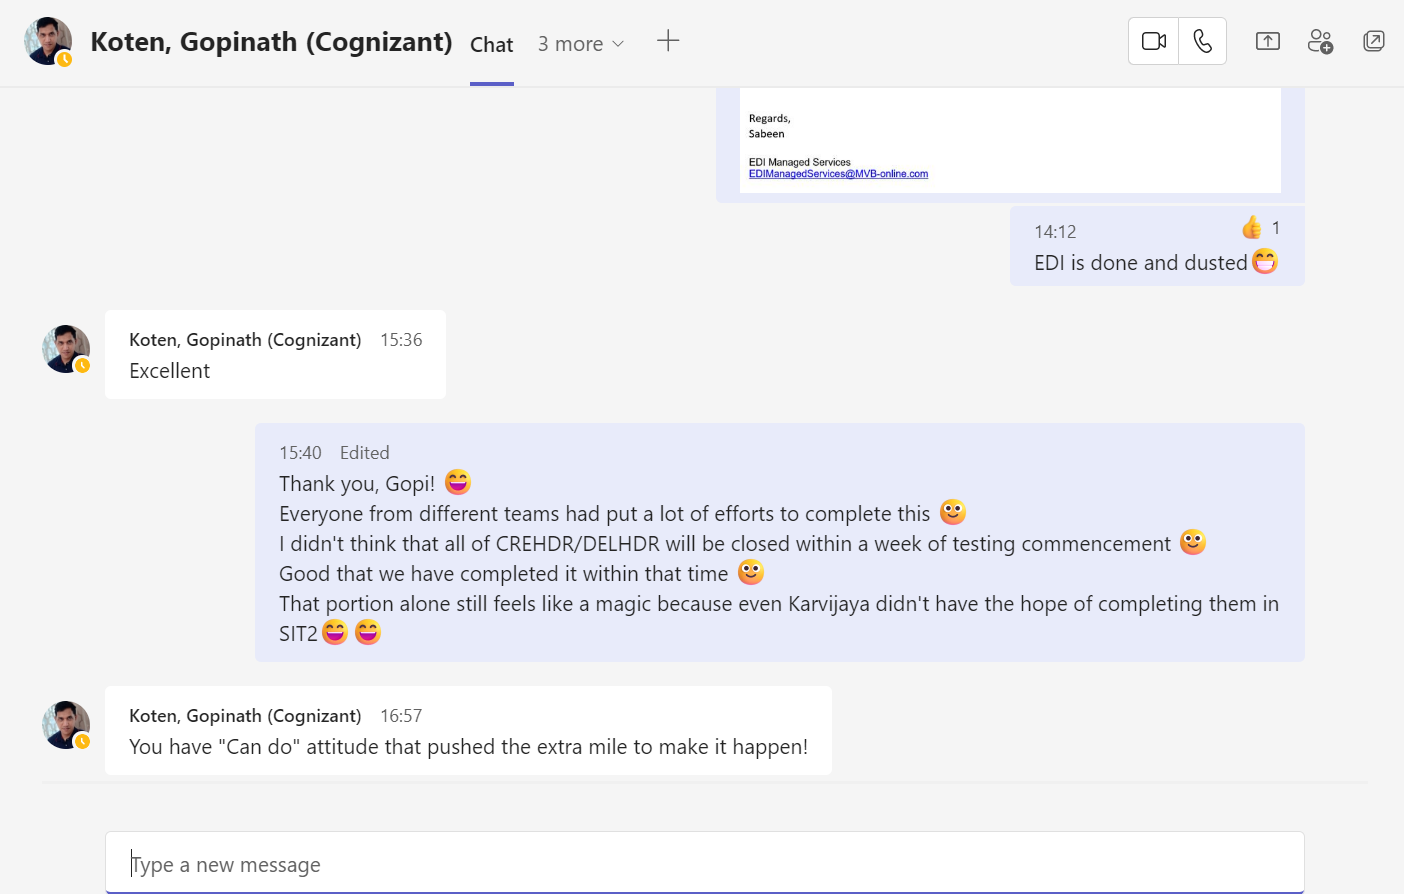 Koten, Gopinath (Cognizant) Chat 3 more
Regards,
Sabeen
EDI Managed Services
EDIManagedServices@MVB-online.com
14:12 👍 1
EDI is done and dusted😁
Koten, Gopinath (Cognizant) 15:36
Excellent
15:40 Edited
Thank you, Gopi! 😄
Everyone from different teams had put a lot of efforts to complete this 🙂
I didn't think that all of CREHDR/DELHDR will be closed within a week of testing commencement 🙂
Good that we have completed it within that time 🙂
That portion alone still feels like a magic because even Karvijaya didn't have the hope of completing them in
SIT2😄😄
Koten, Gopinath (Cognizant) 16:57
You have "Can do" attitude that pushed the extra mile to make it happen!
Type a new message